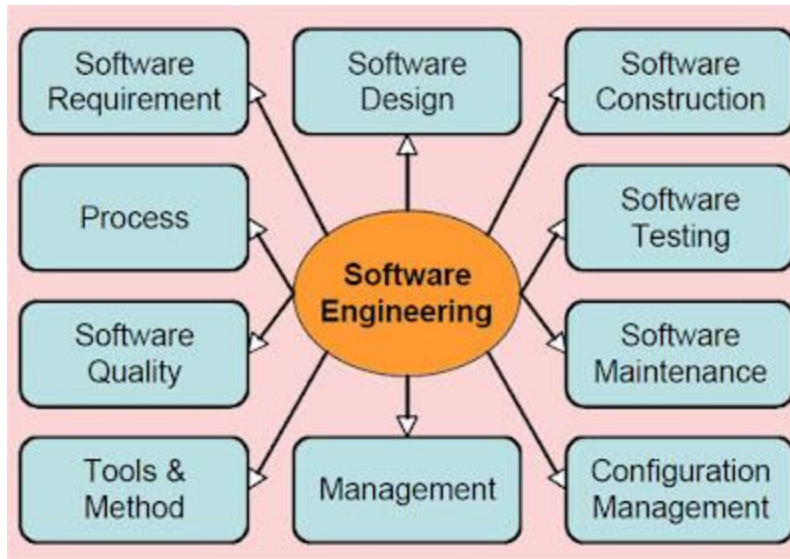 Software
Requirement
Software
Design
Software
Construction
Process
Software
Testing
Software
Engineering
Software
Quality
Software
Maintenance
Tools &
Method
Management
Configuration
Management